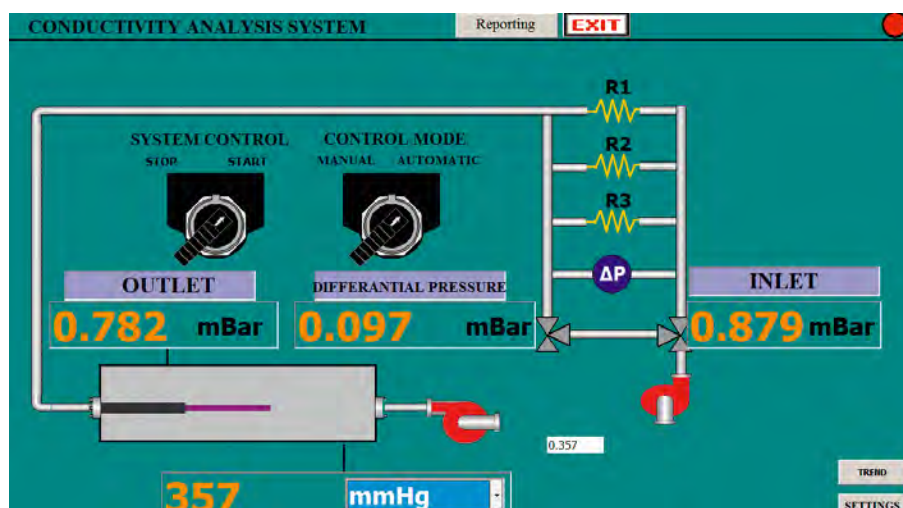 CONDUCTIVITY ANALYSIS SYSTEM Reporting EXIT
R1
SYSTEM CONTROL CONTROL MODE
STOP START MANUAL AUTOMATIC
R2
R3
ΔP
OUTLET DIFFERANTIAL PRESSURE INLET
0.782 mBar 0.097 mBar 0.879 mBar
0.357
TREND
357 mmHg
SETTINGS